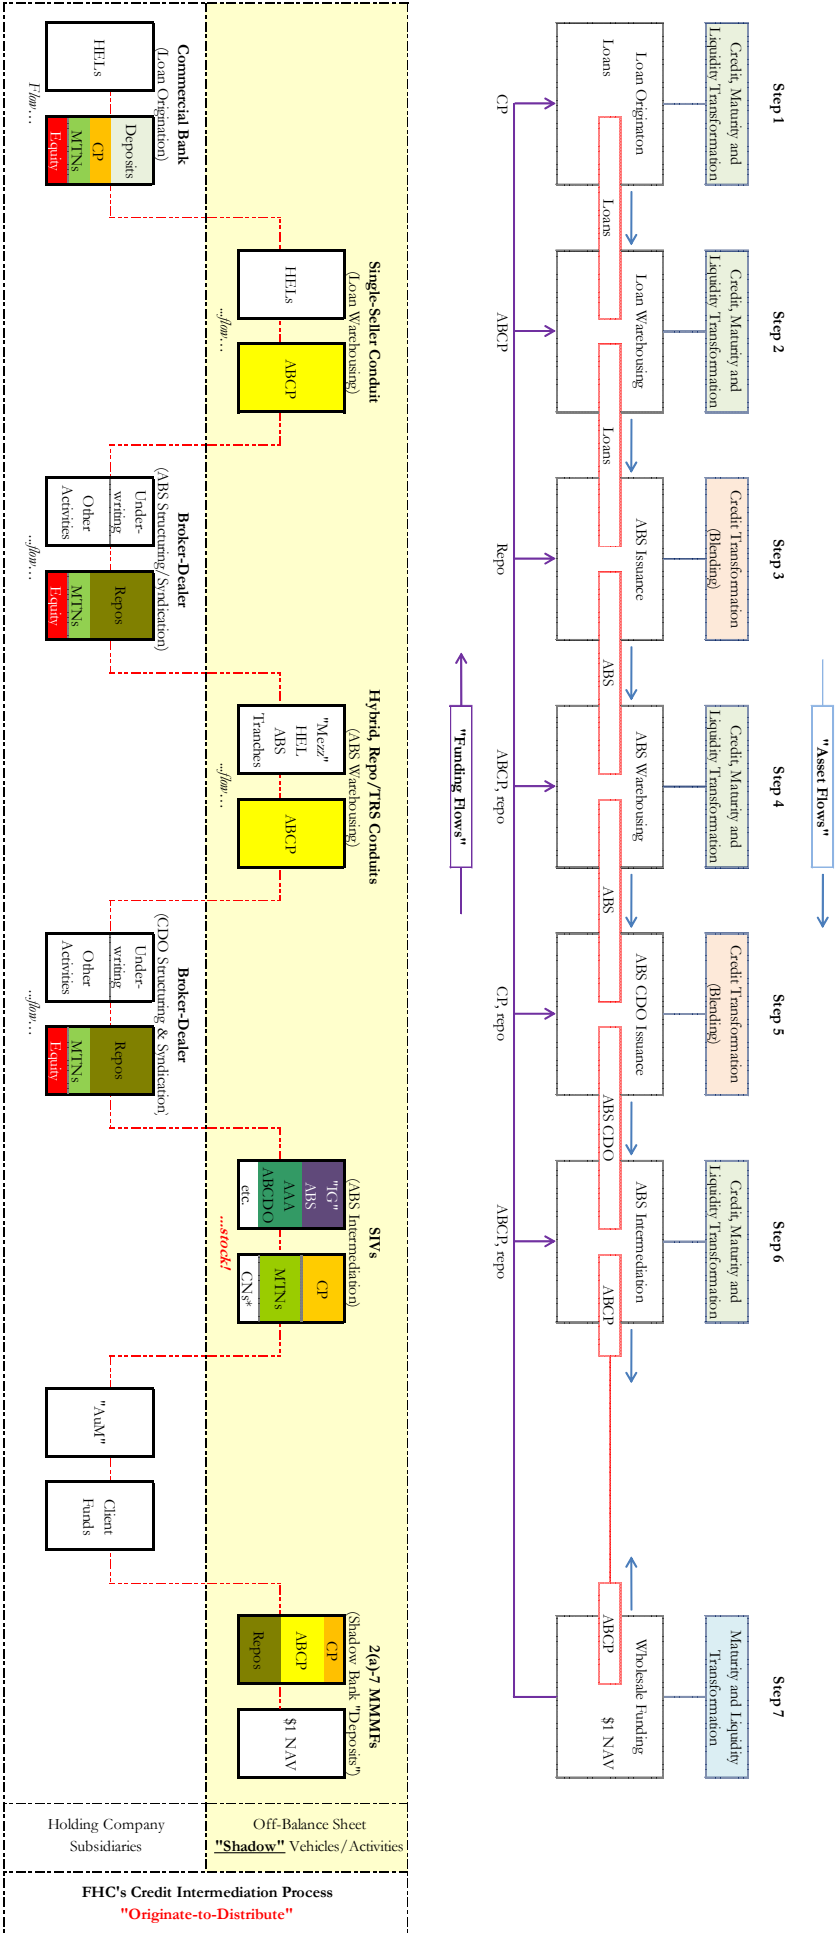 Step 1
Step 2
Step 3
Step 4
Step 5
Step 6
Step 7
"Asset Flows"
Credit, Maturity and
Liquidity Transformation
Credit, Maturity and
Liquidity Transformation
Credit Transformation
(Blending)
Credit, Maturity and
Liquidity Transformation
Credit Transformation
(Blending)
Credit, Maturity and
Liquidity Transformation
Maturity and Liquidity
Transformation
Loan Originaton
Loans
Loans
Loan Warehousing
Loans
ABS Issuance
ABS
ABS Warehousing
ABS
ABS CDO Issuance
ABS CDO
ABS Intermediation
ABCP
ABCP
Wholesale Funding
$1 NAV
CP
ABCP
Repo
ABCP, repo
CP, repo
ABCP, repo
"Funding Flows"
Single-Seller Conduit
(Loan Warehousing)
HELs
ABCP
...flow…
Hybrid, Repo/TRS Conduits
(ABS Warehousing)
"Mezz"
HEL
ABS
Tranches
ABCP
...flow…
SIVs
(ABS Intermediation)
"IG"
ABS
AAA
ABCDO
etc.
CP
MTNs
CNs*
...stock!
2(a)-7 MMMFs
(Shadow Bank "Deposits")
CP
ABCP
Repos
$1 NAV
Off-Balance Sheet
"Shadow" Vehicles/Activities
Commercial Bank
(Loan Origination)
HELs
Deposits
CP
MTNs
Equity
Flow…
Broker-Dealer
(ABS Structuring/Syndication)
Under-
writing
Other
Activities
Repos
MTNs
Equity
...flow…
Broker-Dealer
(CDO Structuring & Syndication)
Under-
writing
Other
Activities
Repos
MTNs
Equity
...flow…
"AuM"
Client
Funds
Holding Company
Subsidiaries
FHC's Credit Intermediation Process
"Originate-to-Distribute"